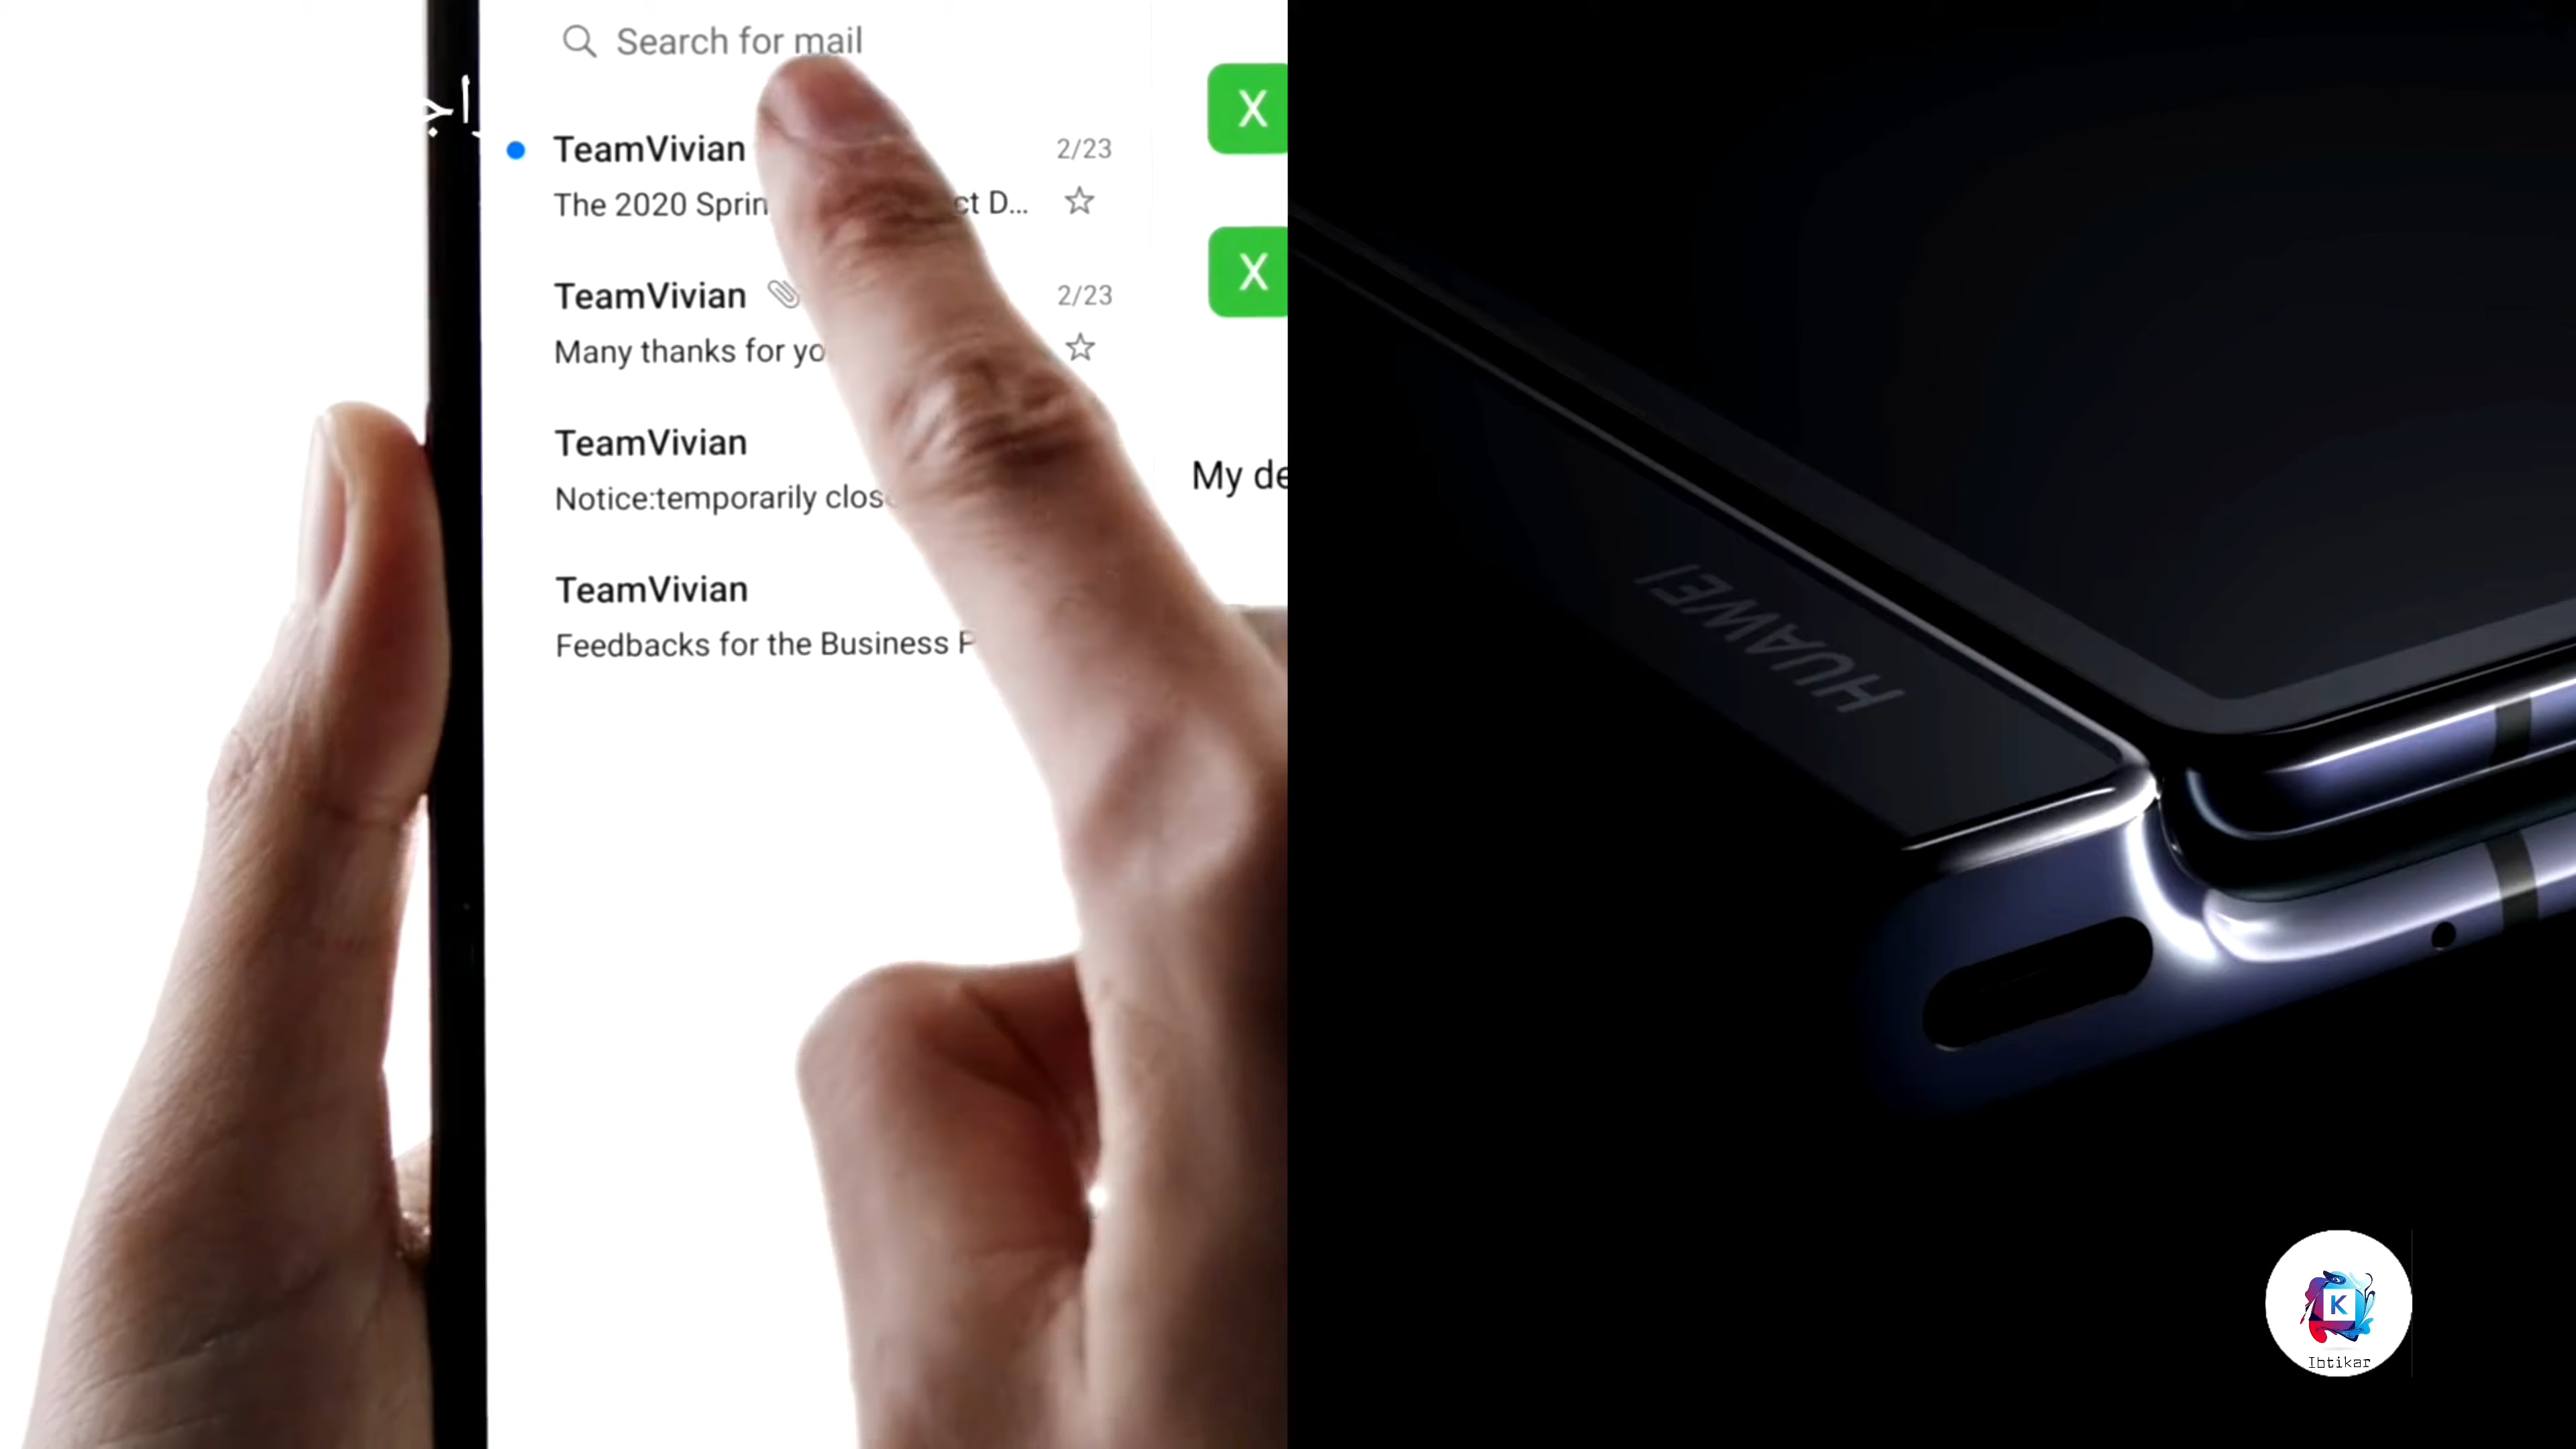 Search for mail
TeamVivian
2/23
The 2020 Sprin
ct D...
TeamVivian
2/23
Many thanks for yo
TeamVivian
Notice:temporarily clos
TeamVivian
Feedbacks for the Business P
X
X
My de
HUAWEI
K
Ibtikar